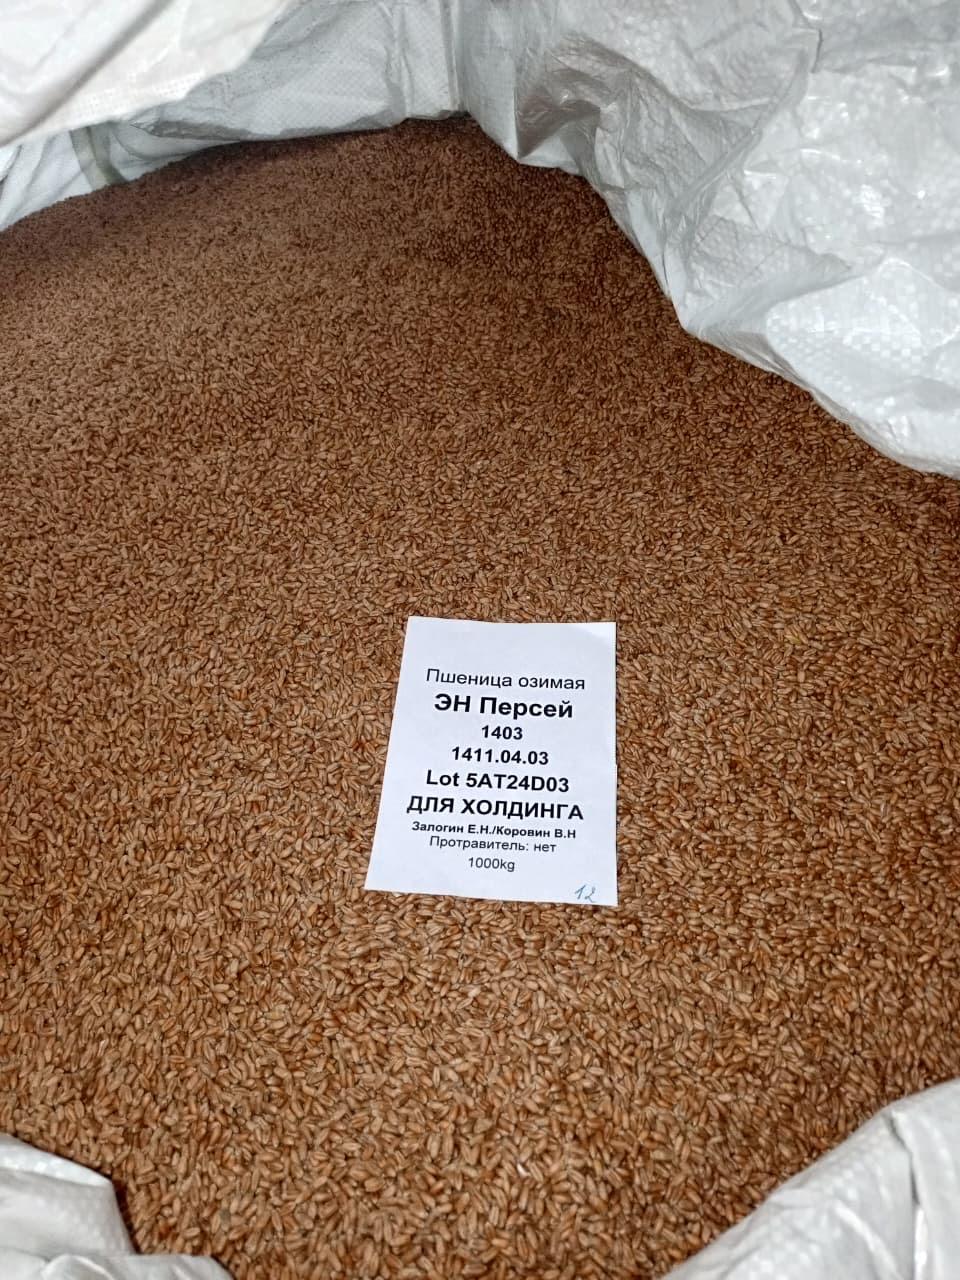 Пшеница озимая
ЭН Персей
1403
1411.04.03
Lot 5AT24D03
ДЛЯ ХОЛДИНГА
Залогин Е.Н./Коровин В.Н
Протравитель: нет
1000kg
12